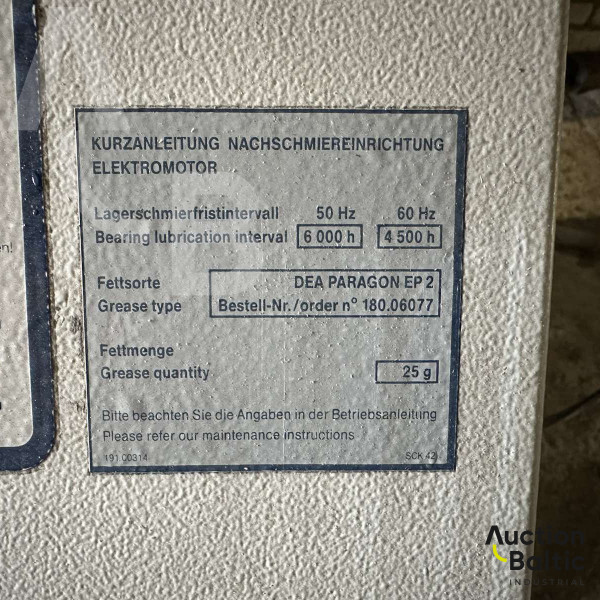 KURZANLEITUNG NACHSCHMIEREINRICHTUNG
ELEKTROMOTOR
Lagerschmierfristintervall 50 Hz 60 Hz
Bearing lubrication interval 6 000 h 4 500 h
Fettsorte DEA PARAGON EP 2
Grease type Bestell-Nr./order n° 180.06077
Fettmenge
Grease quantity 25 g
Bitte beachten Sie die Angaben in der Betriebsanleitung
Please refer our maintenance instructions
191.00314 SCK 42
Auction
Baltic
INDUSTRIAL